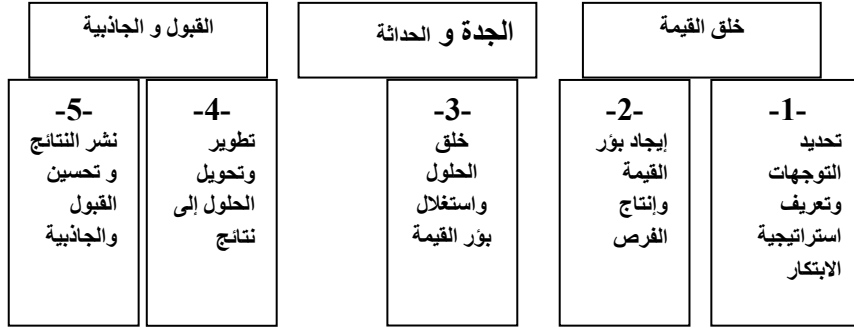 خلق القيمة
الجدة و الحداثة
القبول و الجاذبية
-1-
تحديد
التوجهات
وتعريف
استراتيجية
الابتكار
-2-
إيجاد بؤر
القيمة
وإنتاج
الفرص
-3-
خلق
الحلول
واستغلال
بؤر القيمة
-4-
تطوير
وتحويل
الحلول إلى
نتائج
-5-
نشر النتائج
و تحسين
القبول
والجاذبية